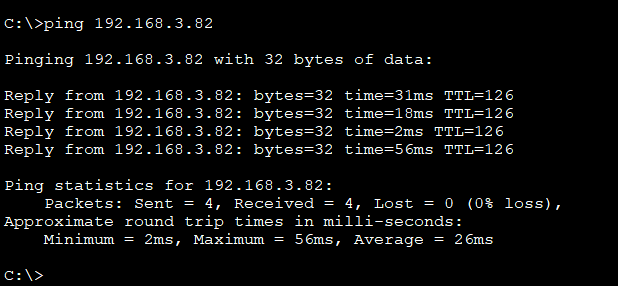 C:\>ping 192.168.3.82
Pinging 192.168.3.82 with 32 bytes of data:
Reply from 192.168.3.82: bytes=32 time=31ms TTL=126
Reply from 192.168.3.82: bytes=32 time=18ms TTL=126
Reply from 192.168.3.82: bytes=32 time=2ms TTL=126
Reply from 192.168.3.82: bytes=32 time=56ms TTL=126
Ping statistics for 192.168.3.82:
    Packets: Sent = 4, Received = 4, Lost = 0 (0% loss),
Approximate round trip times in milli-seconds:
    Minimum = 2ms, Maximum = 56ms, Average = 26ms
C:\>